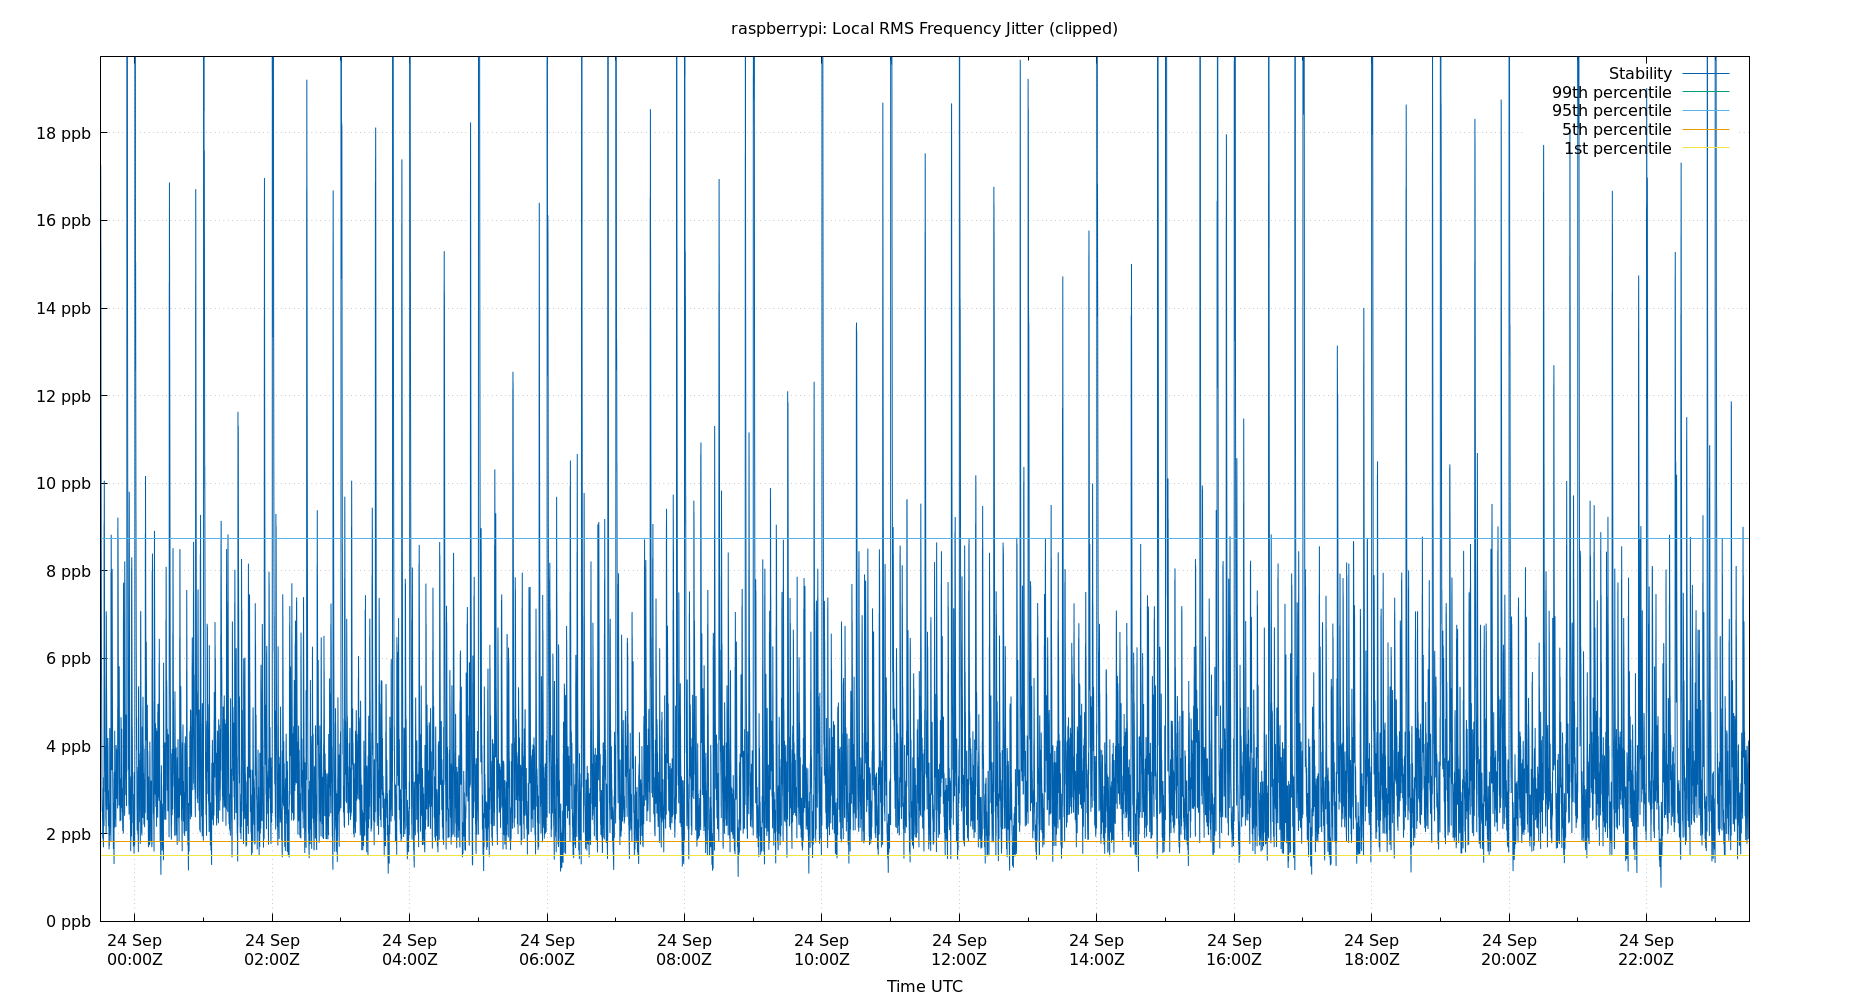 raspberrypi: Local RMS Frequency Jitter (clipped)
Stability
99th percentile
95th percentile
5th percentile
1st percentile
18 ppb
16 ppb
14 ppb
12 ppb
10 ppb
8 ppb
6 ppb
4 ppb
2 ppb
0 ppb
24 Sep 24 Sep 24 Sep 24 Sep 24 Sep 24 Sep 24 Sep 24 Sep 24 Sep 24 Sep 24 Sep 24 Sep
00:00Z 02:00Z 04:00Z 06:00Z 08:00Z 10:00Z 12:00Z 14:00Z 16:00Z 18:00Z 20:00Z 22:00Z
Time UTC